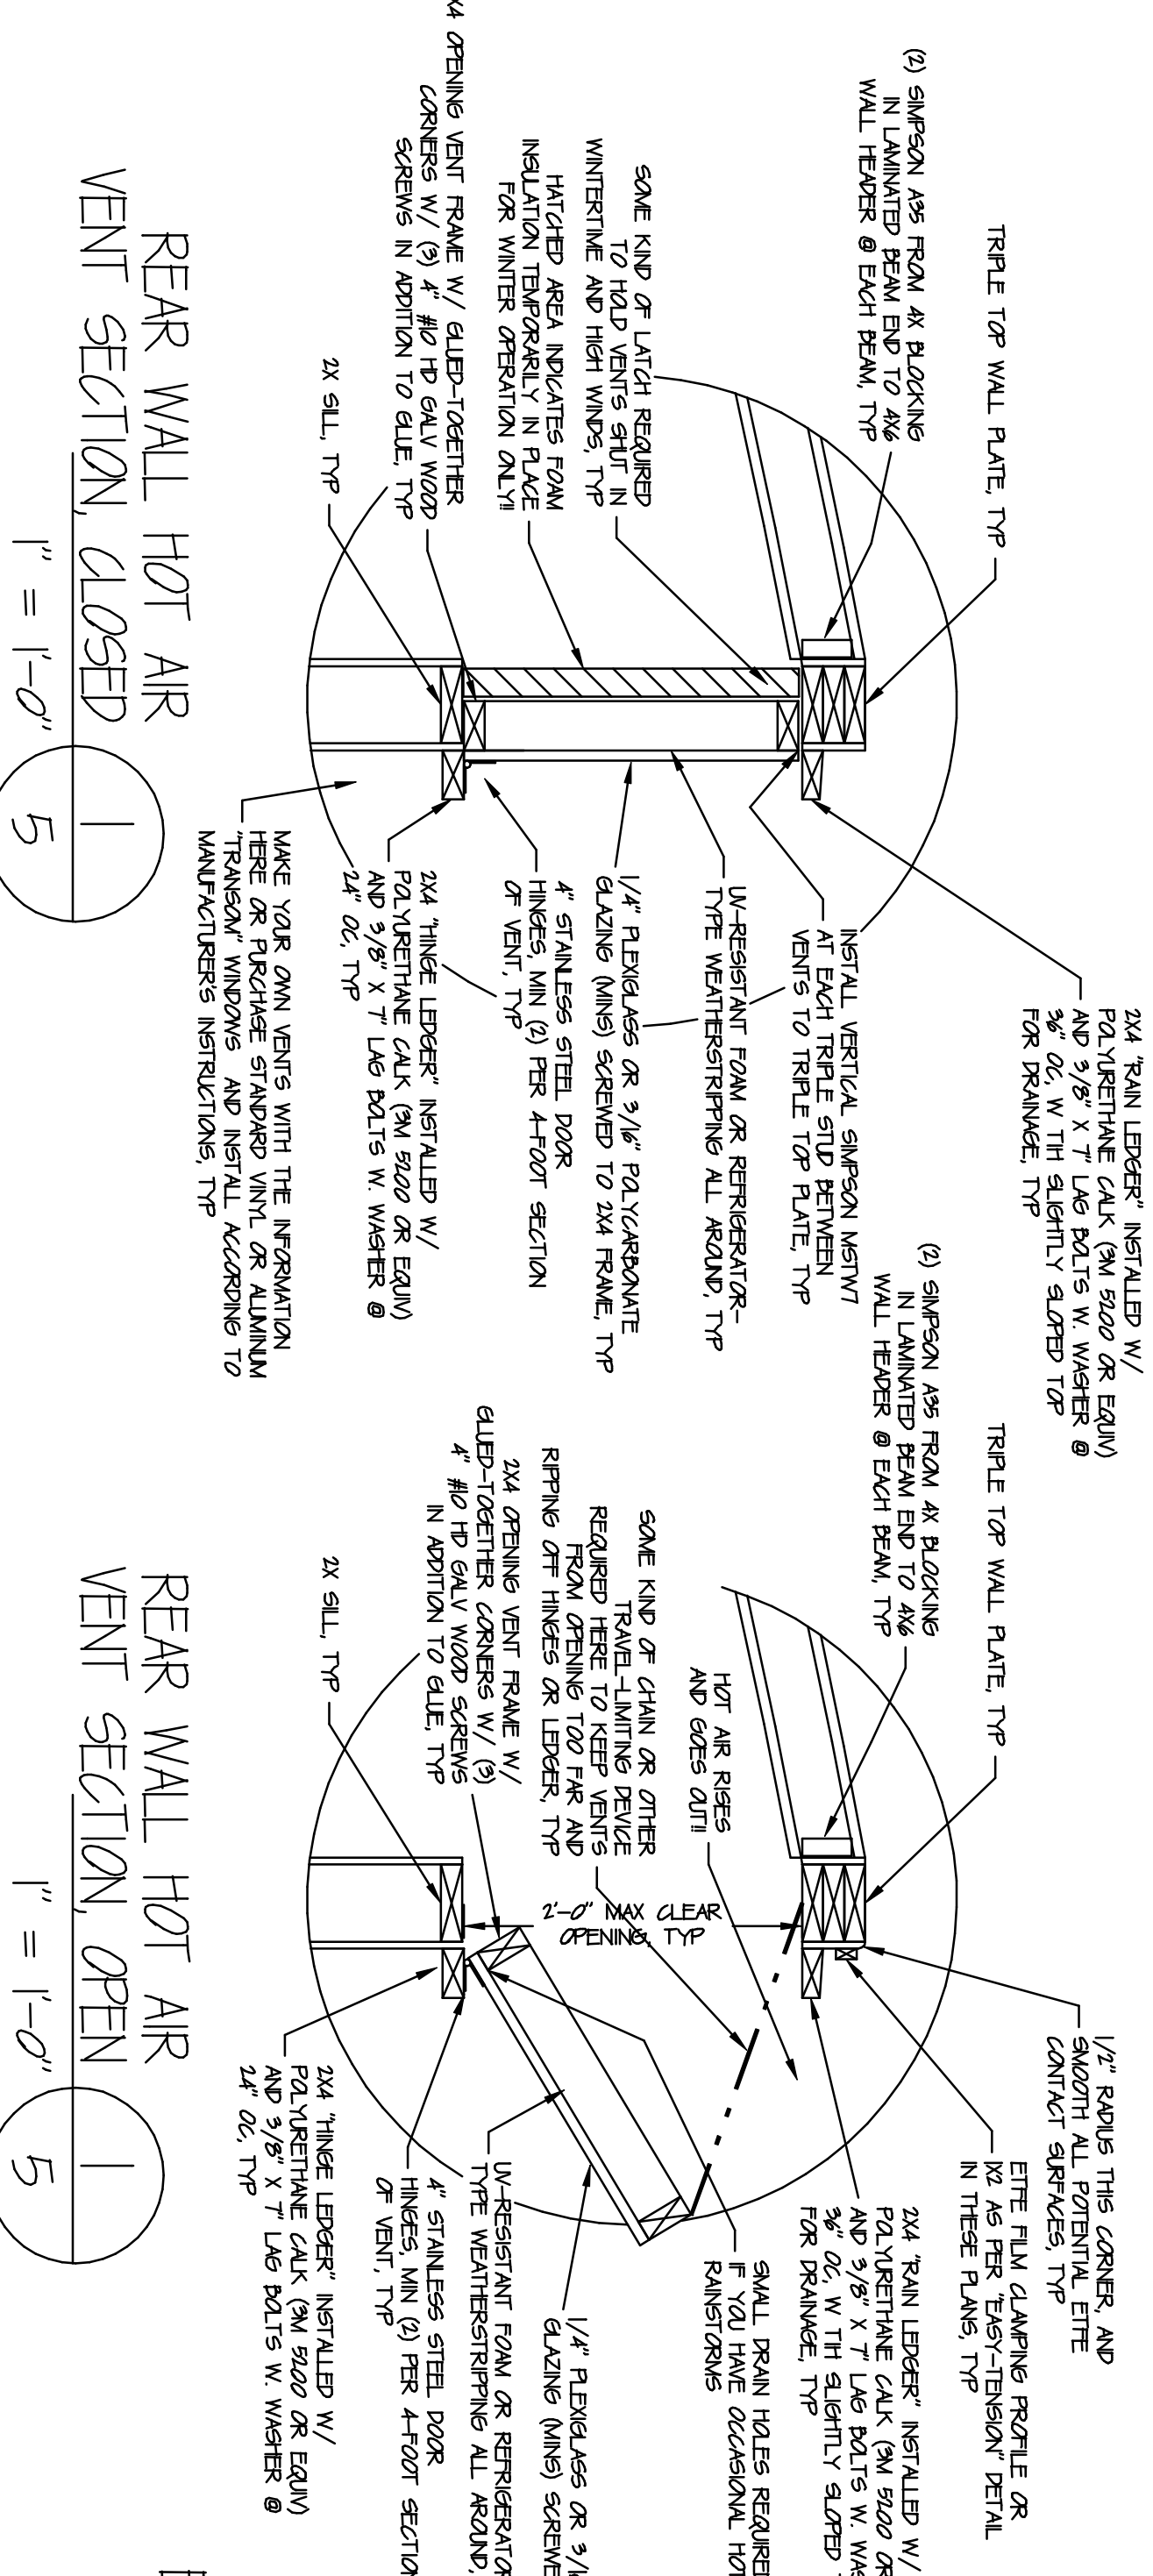 TRIPLE TOP WALL PLATE, TYP
(2) SIMPSON A35 FROM 4X BLOCKING
IN LAMINATED BEAM END TO 4X6
WALL HEADER @ EACH BEAM, TYP
SOME KIND OF LATCH REQUIRED
TO HOLD VENTS SHUT IN
WINTERTIME AND HIGH WINDS, TYP
HATCHED AREA INDICATES FOAM
INSULATION TEMPORARILY IN PLACE
FOR WINTER OPERATION ONLY!!
X4 OPENING VENT FRAME W/ GLUED-TOGETHER
CORNERS W/ (3) 4" #10 HD GALV WOOD
SCREWS IN ADDITION TO GLUE, TYP
2X SILL, TYP
2X4 "RAIN LEDGER" INSTALLED W/
POLYURETHANE CALK (3M 5200 OR EQUIV)
AND 3/8" X 7" LAG BOLTS W. WASHER @
36" OC, W TIH SLIGHTLY SLOPED TOP
FOR DRAINAGE, TYP
INSTALL VERTICAL SIMPSON MSTW7
AT EACH TRIPLE STUD BETWEEN
VENTS TO TRIPLE TOP PLATE, TYP
UV-RESISTANT FOAM OR REFRIGERATOR-
TYPE WEATHERSTRIPPING ALL AROUND, TYP
1/4" PLEXIGLASS OR 3/16" POLYCARBONATE
GLAZING (MINS) SCREWED TO 2X4 FRAME, TYP
4" STAINLESS STEEL DOOR
HINGES, MIN (2) PER 4-FOOT SECTION
OF VENT, TYP
2X4 "HINGE LEDGER" INSTALLED W/
POLYURETHANE CALK (3M 5200 OR EQUIV)
AND 3/8" X 7" LAG BOLTS W. WASHER @
24" OC, TYP
MAKE YOUR OWN VENTS WITH THE INFORMATION
HERE OR PURCHASE STANDARD VINYL OR ALUMINUM
"TRANSOM" WINDOWS AND INSTALL ACCORDING TO
MANUFACTURER'S INSTRUCTIONS, TYP
REAR WALL HOT AIR
VENT SECTION, CLOSED
1" = 1'-0"
1
5
TRIPLE TOP WALL PLATE, TYP
(2) SIMPSON A35 FROM 4X BLOCKING
IN LAMINATED BEAM END TO 4X6
WALL HEADER @ EACH BEAM, TYP
HOT AIR RISES
AND GOES OUT!!
SOME KIND OF CHAIN OR OTHER
TRAVEL-LIMITING DEVICE
REQUIRED HERE TO KEEP VENTS
FROM OPENING TOO FAR AND
RIPPING OFF HINGES OR LEDGER, TYP
2X4 OPENING VENT FRAME W/
GLUED-TOGETHER CORNERS W/ (3)
4" #10 HD GALV WOOD SCREWS
IN ADDITION TO GLUE, TYP
2X SILL, TYP
2'-0" MAX CLEAR
OPENING, TYP
1/2" RADIUS THIS CORNER, AND
SMOOTH ALL POTENTIAL ETFE
CONTACT SURFACES, TYP
ETFE FILM CLAMPING PROFILE OR
1X2 AS PER "EASY-TENSION" DETAIL
IN THESE PLANS, TYP
2X4 "RAIN LEDGER" INSTALLED W/
POLYURETHANE CALK (3M 5200 OR
AND 3/8" X 7" LAG BOLTS W. WAS
36" OC, W TIH SLIGHTLY SLOPED
FOR DRAINAGE, TYP
SMALL DRAIN HOLES REQUIRE
IF YOU HAVE OCCASIONAL HOT
RAINSTORMS
1/4" PLEXIGLASS OR 3/1
GLAZING (MINS) SCREWE
UV-RESISTANT FOAM OR REFRIGERATOR
TYPE WEATHERSTRIPPING ALL AROUND,
4" STAINLESS STEEL DOOR
HINGES, MIN (2) PER 4-FOOT SECTION
OF VENT, TYP
2X4 "HINGE LEDGER" INSTALLED W/
POLYURETHANE CALK (3M 5200 OR EQUIV)
AND 3/8" X 7" LAG BOLTS W. WASHER @
24" OC, TYP
REAR WALL HOT AIR
VENT SECTION, OPEN
1" = 1'-0"
1
5